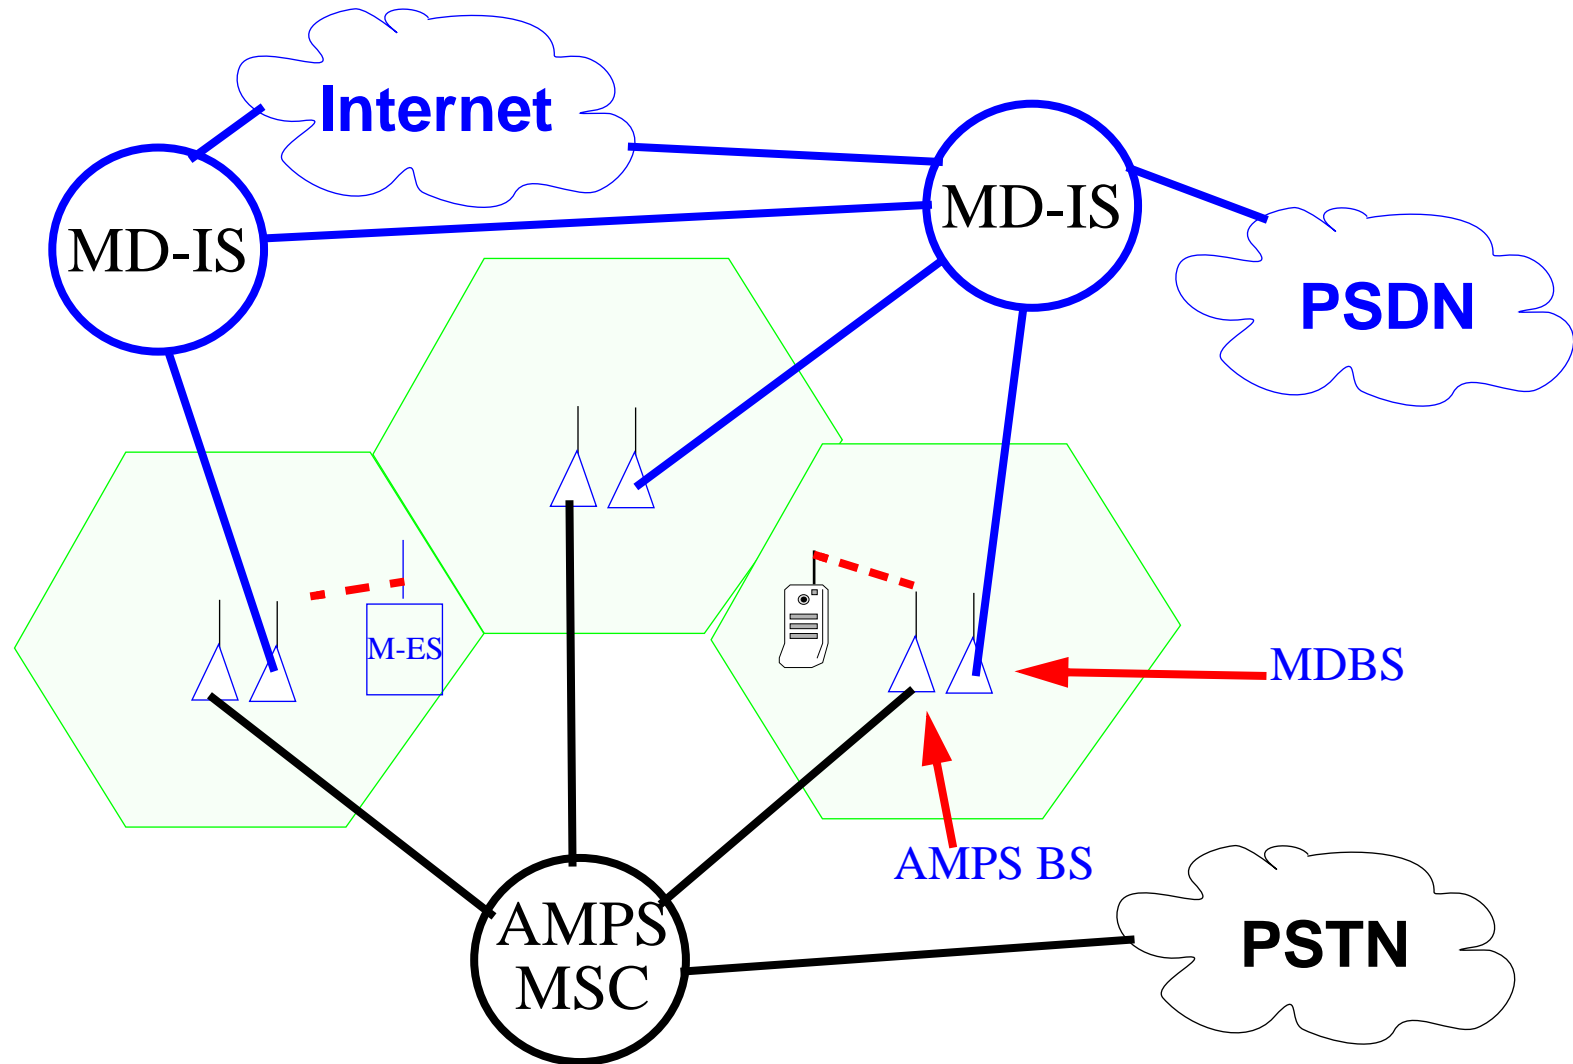 Internet
MD-IS
MD-IS
PSDN
M-ES
MDBS
AMPS BS
AMPS
MSC
PSTN